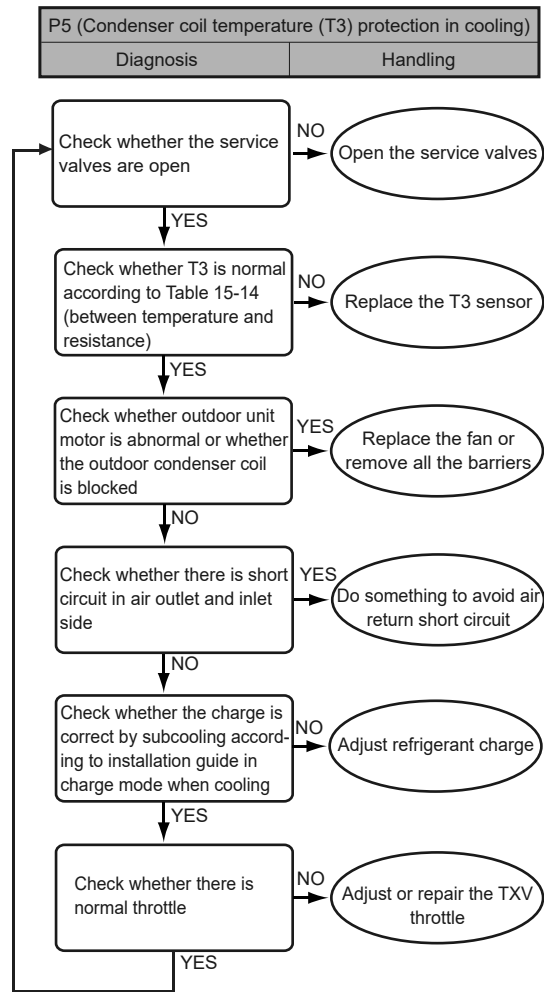 P5 (Condenser coil temperature (T3) protection in cooling)
Diagnosis
Handling
Check whether the service
valves are open
NO
Open the service valves
YES
Check whether T3 is normal
according to Table 15-14
(between temperature and
resistance)
NO
Replace the T3 sensor
YES
Check whether outdoor unit
motor is abnormal or whether
the outdoor condenser coil
is blocked
YES
Replace the fan or
remove all the barriers
NO
Check whether there is short
circuit in air outlet and inlet
side
YES
Do something to avoid air
return short circuit
NO
Check whether the charge is
correct by subcooling accord-
ing to installation guide in
charge mode when cooling
NO
Adjust refrigerant charge
YES
Check whether there is
normal throttle
NO
Adjust or repair the TXV
throttle
YES